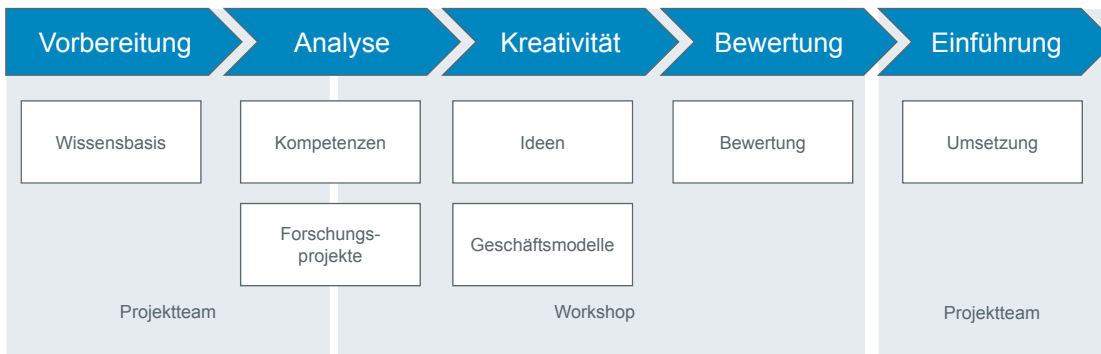 Vorbereitung
Analyse
Kreativität
Bewertung
Einführung
Wissensbasis
Kompetenzen
Ideen
Bewertung
Umsetzung
Forschungs-
projekte
Geschäftsmodelle
Projektteam
Workshop
Projektteam